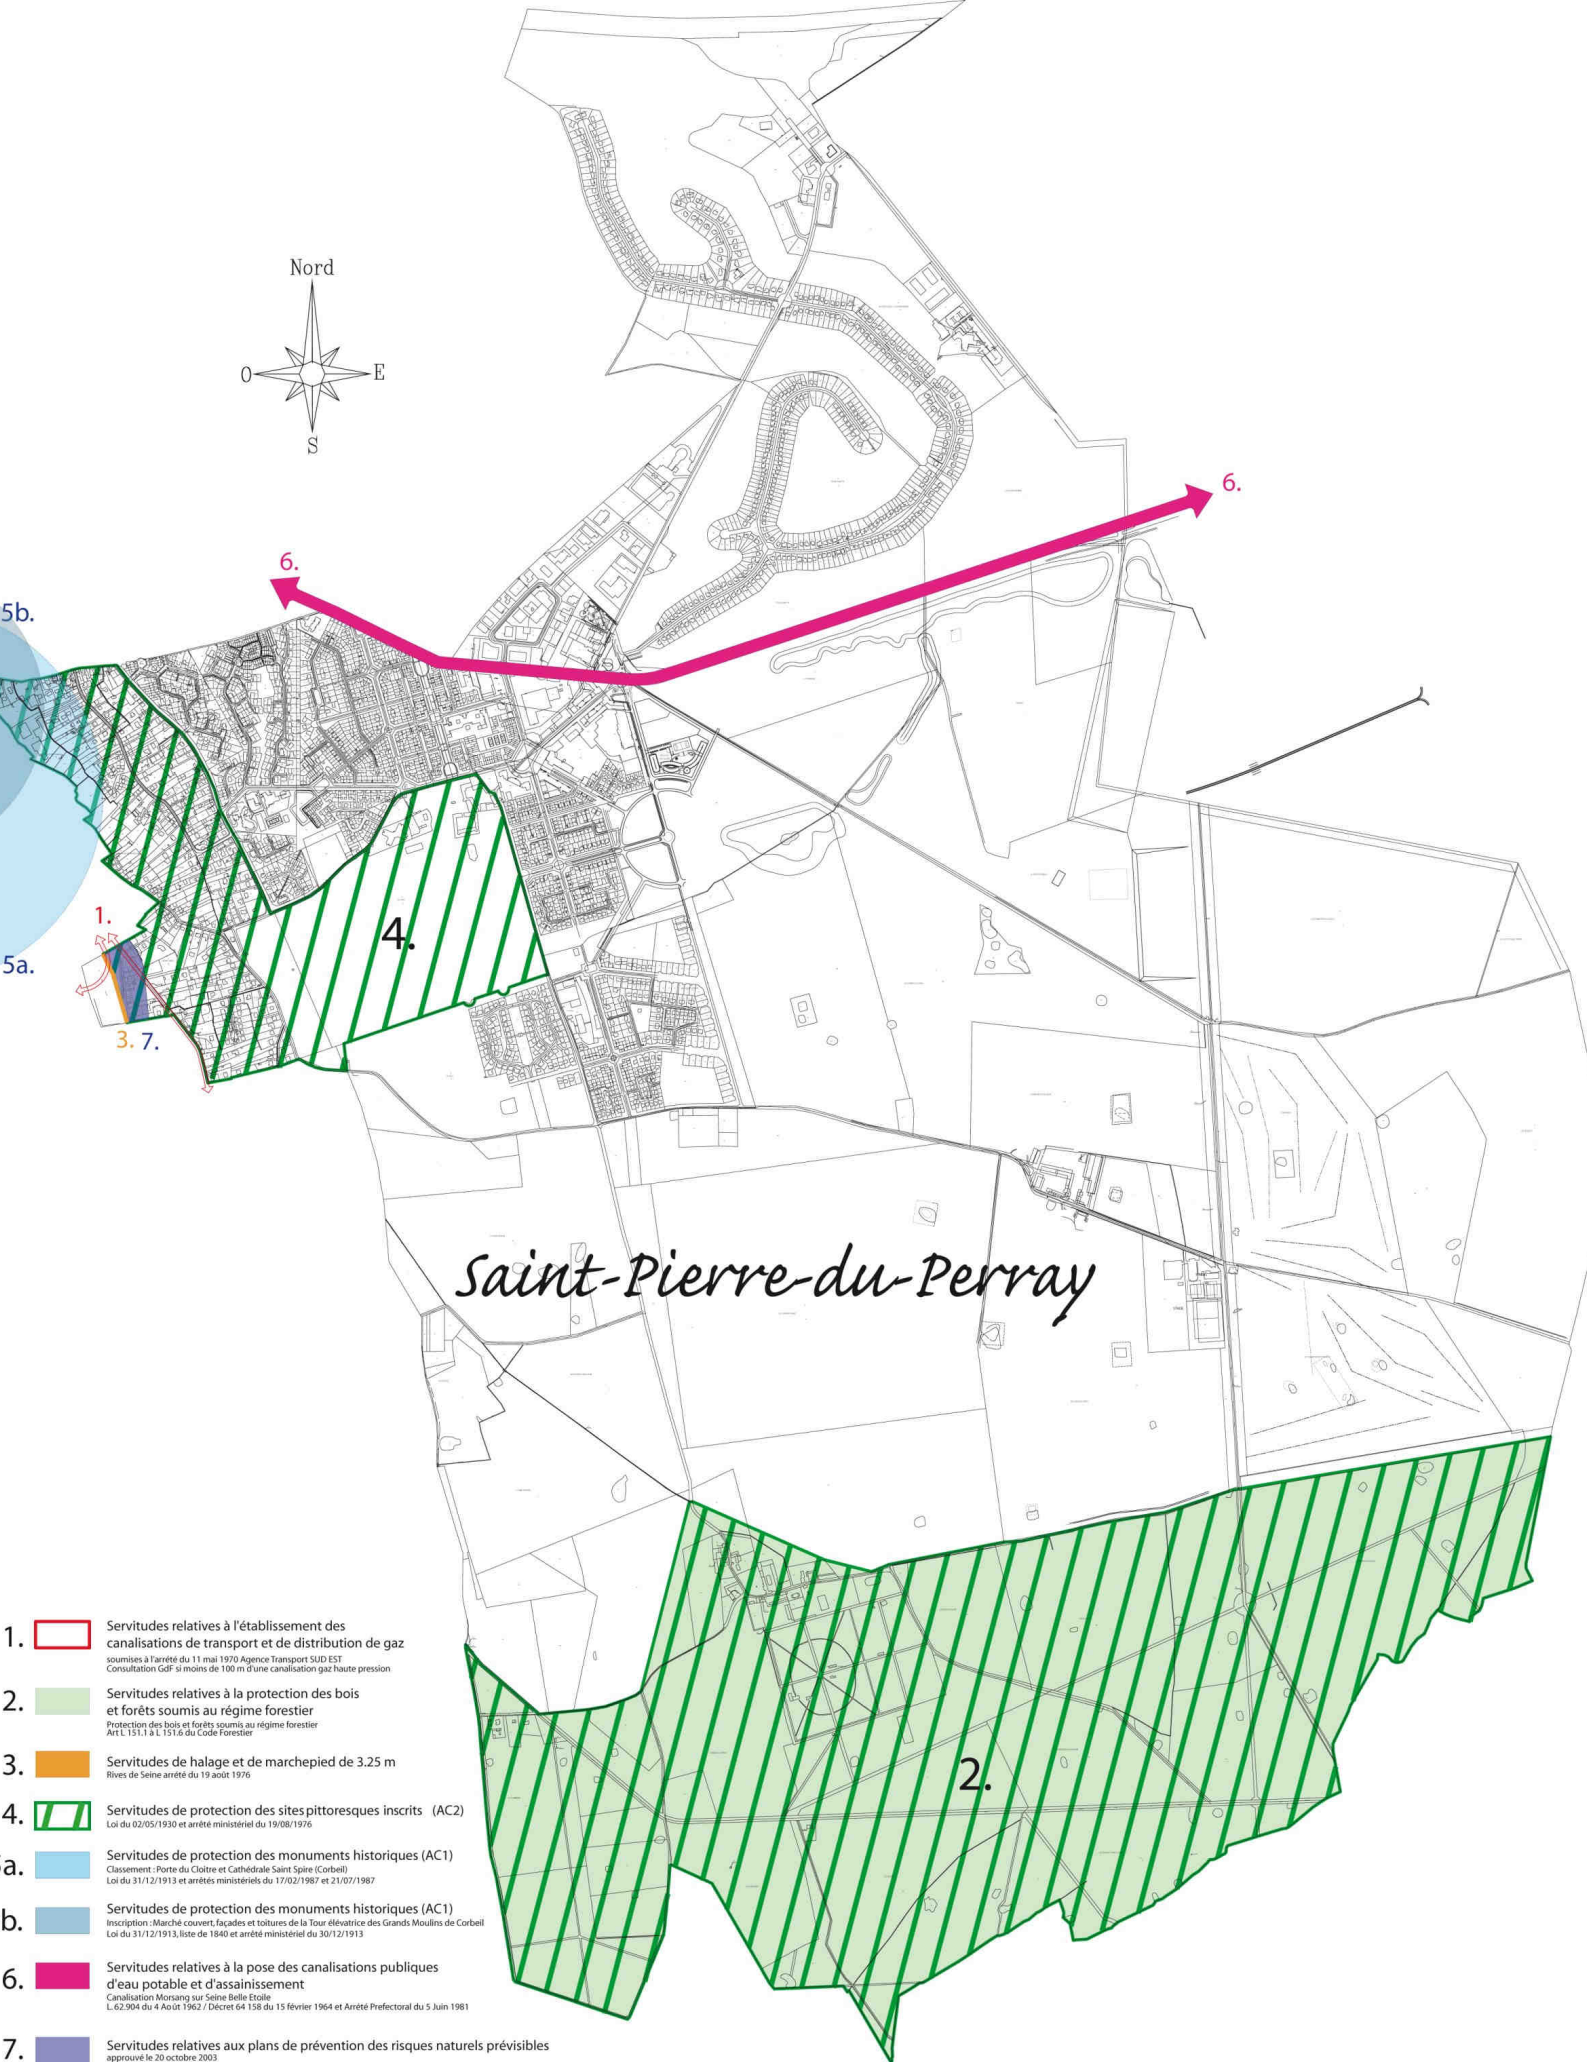 Nord
O
E
S
6.
6.
5b.
4.
1.
5a.
3. 7.
Saint-Pierre-du-Perray
2.
1.
Servitudes relatives à l'établissement des
canalisations de transport et de distribution de gaz
soumises à l'arrêté du 11 mai 1970 Agence Transport SUD EST
Consultation GdF si moins de 100 m d'une canalisation gaz haute pression
2.
Servitudes relatives à la protection des bois
et forêts soumis au régime forestier
Protection des bois et forêts soumis au régime forestier
Art L 151.1 à L 151.6 du Code Forestier
3.
Servitudes de halage et de marchepied de 3.25 m
Rives de Seine arrêté du 19 août 1976
4.
Servitudes de protection des sites pittoresques inscrits (AC2)
Loi du 02/05/1930 et arrêté ministériel du 19/08/1976
a.
Servitudes de protection des monuments historiques (AC1)
Classement : Porte du Cloitre et Cathédrale Saint Spire (Corbeil)
Loi du 31/12/1913 et arrêtés ministériels du 17/02/1987 et 21/07/1987
b.
Servitudes de protection des monuments historiques (AC1)
Inscription : Marché couvert, façades et toitures de la Tour élévatrice des Grands Moulins de Corbeil
Loi du 31/12/1913, liste de 1840 et arrêté ministériel du 30/12/1913
6.
Servitudes relatives à la pose des canalisations publiques
d'eau potable et d'assainissement
Canalisation Morsang sur Seine Belle Etoile
L. 62.904 du 4 Août 1962 / Décret 64 158 du 15 février 1964 et Arrêté Prefectoral du 5 Juin 1981
7.
Servitudes relatives aux plans de prévention des risques naturels prévisibles
approuvé le 20 octobre 2003